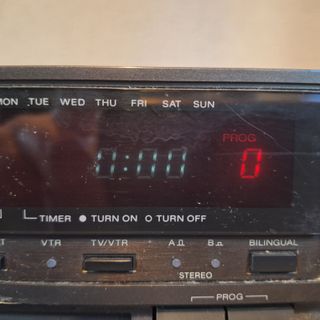 MON TUE WED THU FRI SAT SUN
PROG
0:00 0
TIMER ● TURN ON ○ TURN OFF
VTR TV/VTR A B BILINGUAL
STEREO
PROG